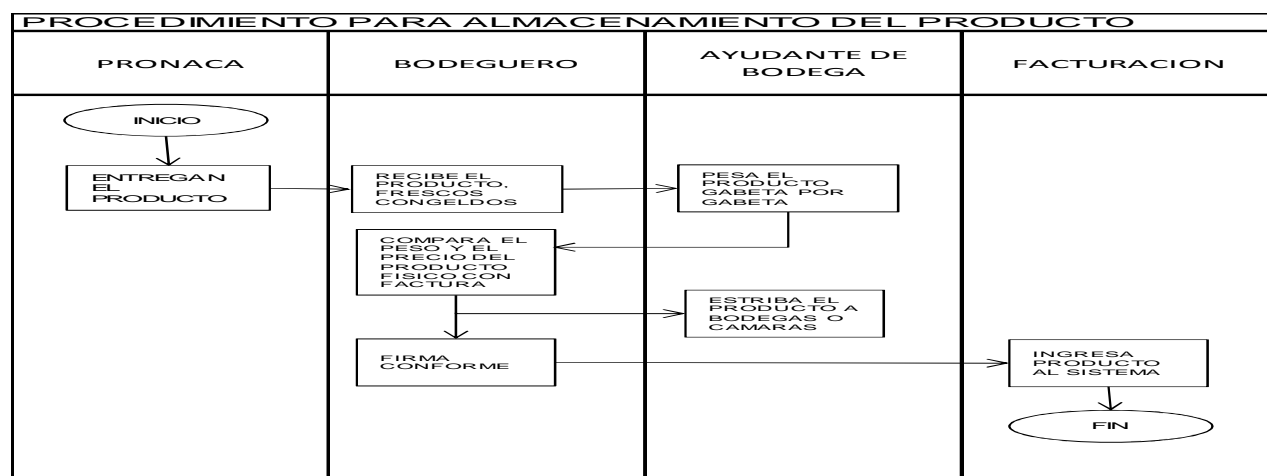 PROCEDIMIENTO PARA ALMACENAMIENTO DEL PRODUCTO
PRONACA
BODEGUERO
AYUDANTE DE
BODEGA
FACTURACION
INICIO
ENTREGAN
EL
PRODUCTO
RECIBE EL
PRODUCTO.
FRESCOS
CONGELDOS
PESA EL
PRODUCTO
GABETA POR
GABETA
COMPARA EL
PESO Y EL
PRECIO DEL
PRODUCTO
FISICO CON
FACTURA
ESTRIBA EL
PRODUCTO A
BODEGAS O
CAMARAS
FIRMA
CONFORME
INGRESA
PRODUCTO
AL SISTEMA
FIN